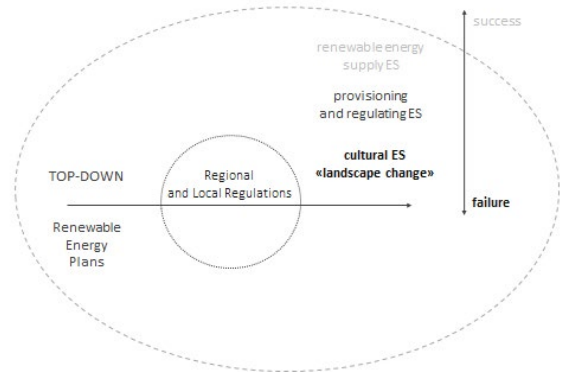 success
renewable energy
supply ES
provisioning
and regulating ES
cultural ES
«landscape change»
failure
TOP-DOWN
Regional
and Local Regulations
Renewable
Energy
Plans